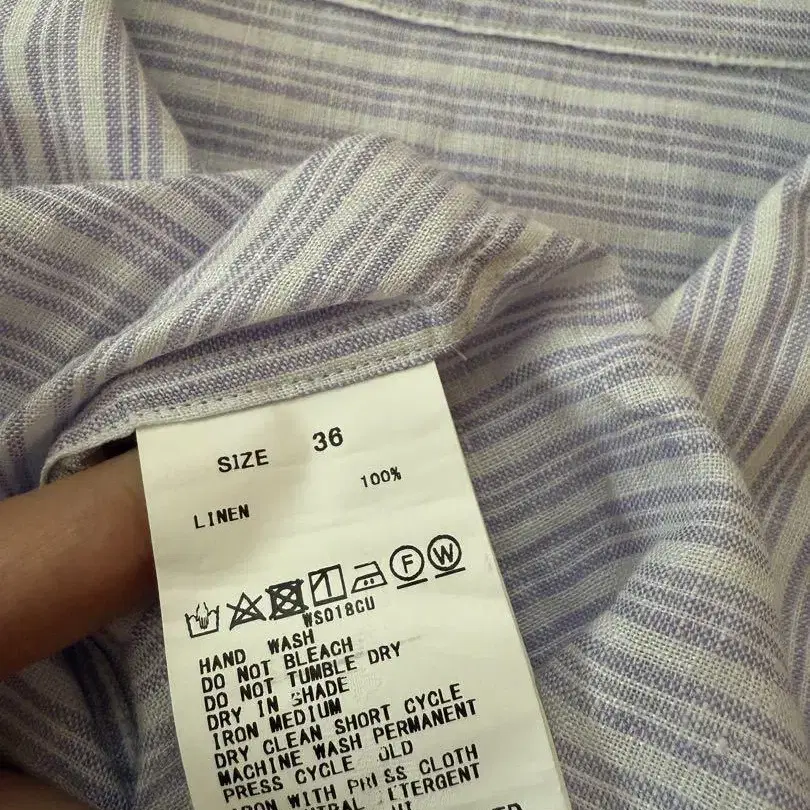 SIZE 36
LINEN 100%
F W
WS018CU
HAND WASH
DO NOT BLEACH
DO NOT TUMBLE DRY
DRY IN SHADE
IRON MEDIUM
DRY CLEAN SHORT CYCLE
MACHINE WASH PERMANENT
PRESS CYCLE
WITH CLOTH